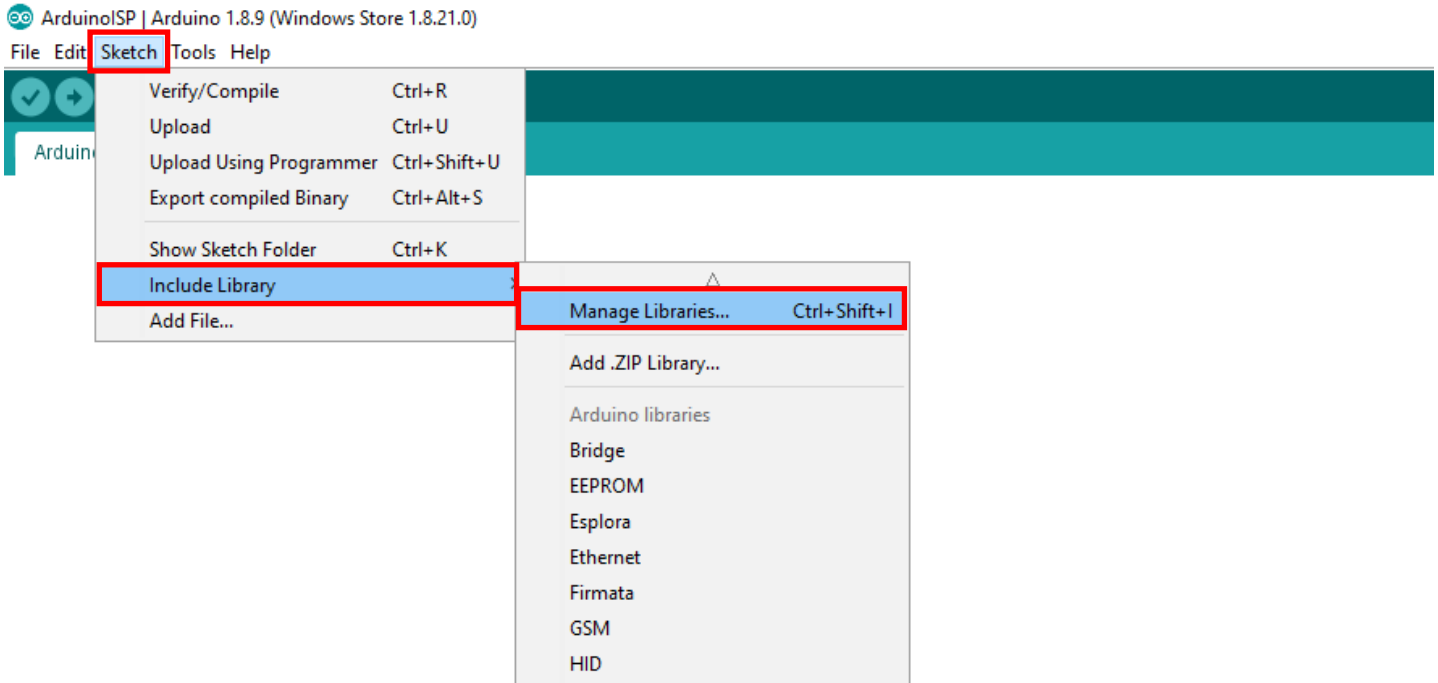 ArduinoISP | Arduino 1.8.9 (Windows Store 1.8.21.0)
File Edit Sketch Tools Help
Verify/Compile Ctrl+R
Upload Ctrl+U
Upload Using Programmer Ctrl+Shift+U
Export compiled Binary Ctrl+Alt+S
Show Sketch Folder Ctrl+K
Include Library
Add File...
Manage Libraries... Ctrl+Shift+I
Add .ZIP Library...
Arduino libraries
Bridge
EEPROM
Esplora
Ethernet
Firmata
GSM
HID